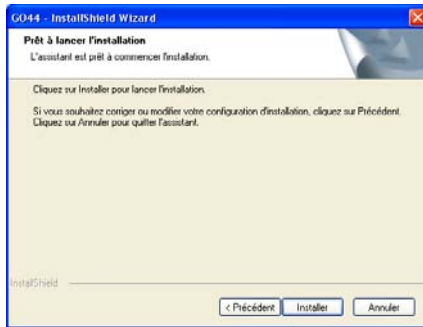 GO44 - InstallShield Wizard
Prêt à lancer l'installation
L'assistant est prêt à commencer l'installation.
Cliquez sur Installer pour lancer l'installation.
Si vous souhaitez corriger ou modifier votre configuration d'installation, cliquez sur Précédent.
Cliquez sur Annuler pour quitter l'assistant.
InstallShield
< Précédent Installer Annuler